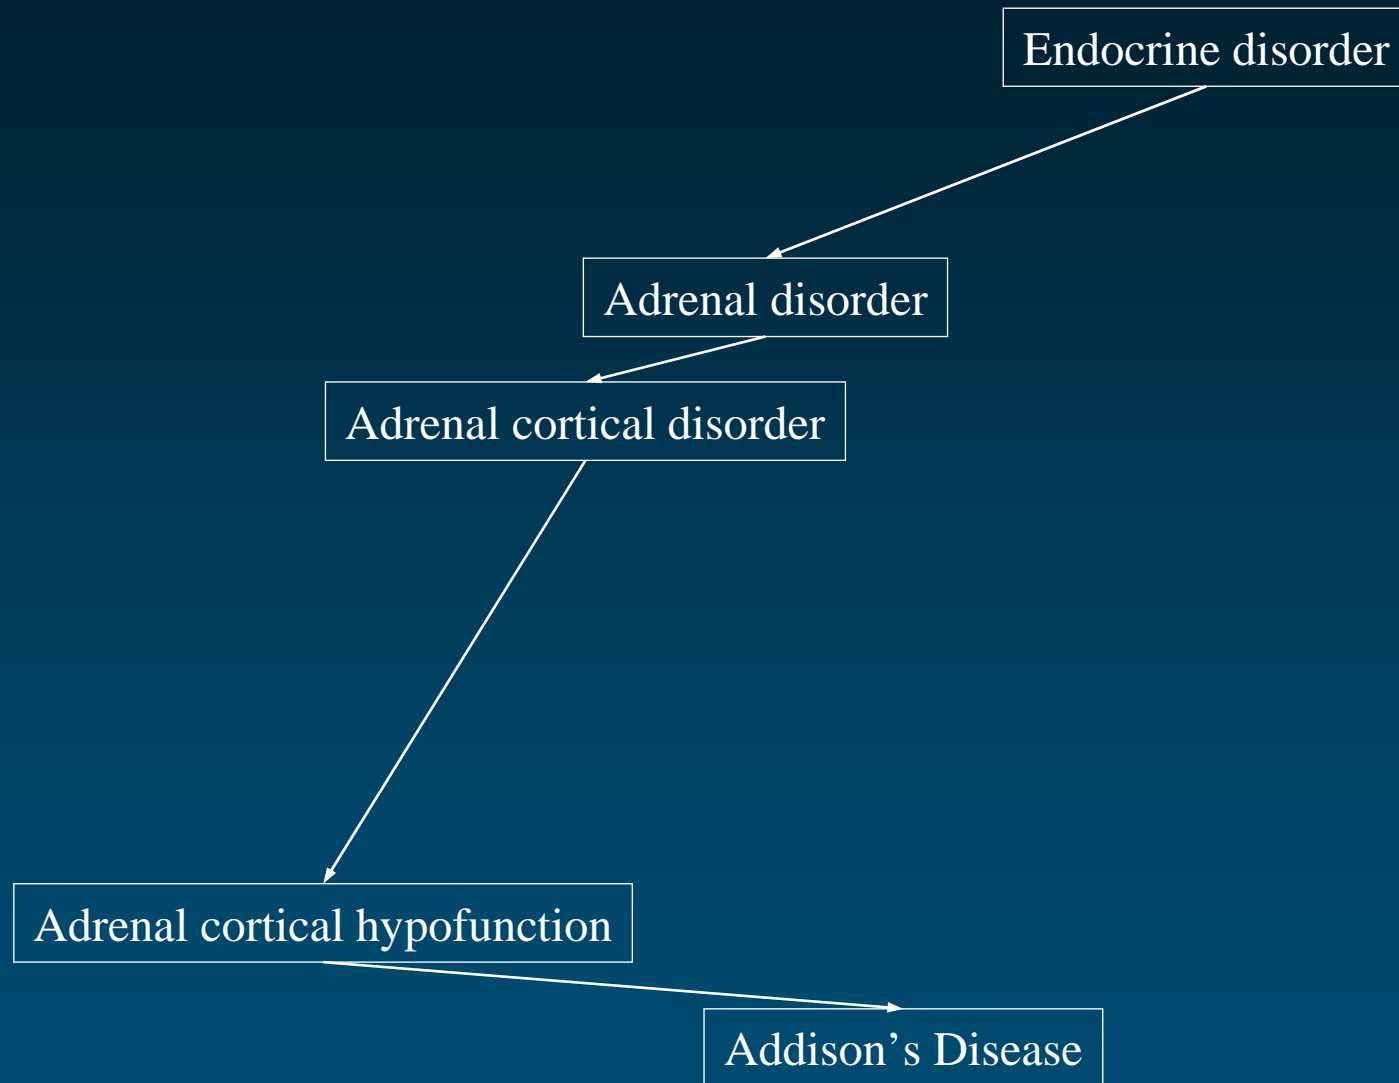 Endocrine disorder
Adrenal disorder
Adrenal cortical disorder
Adrenal cortical hypofunction
Addison’s Disease